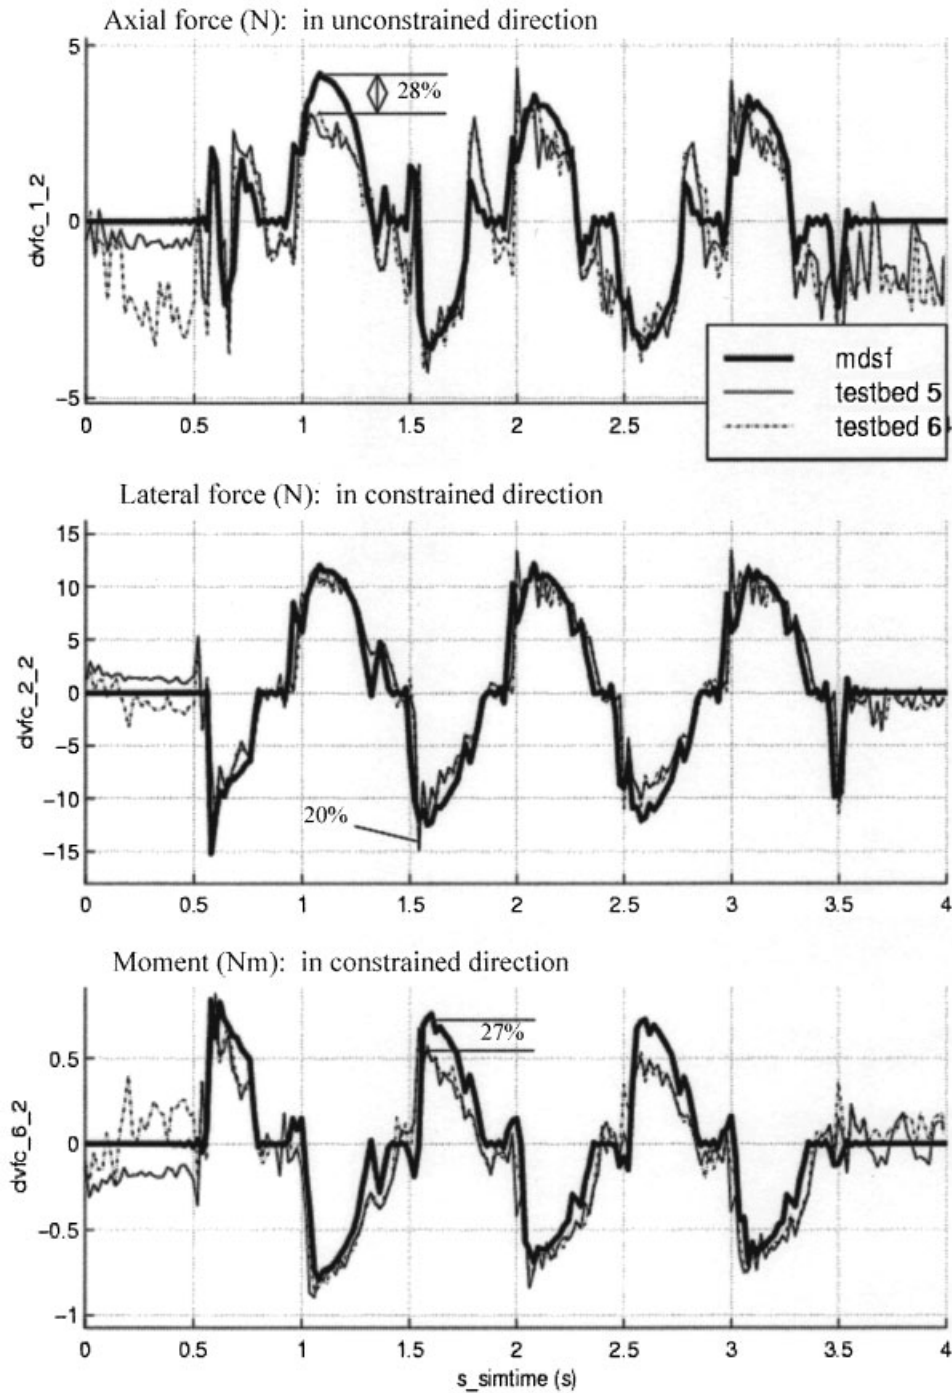 Axial force (N): in unconstrained direction
5
28%
0
dvfc_1_2
−5
0 0.5 1 1.5 2 2.5
mdsf
testbed 5
testbed 6
Lateral force (N): in constrained direction
15
10
5
0
dvfc_2_2
−5
−10
20%
−15
0 0.5 1 1.5 2 2.5 3 3.5 4
Moment (Nm): in constrained direction
27%
0.5
0
dvfc_6_2
−0.5
−1
0 0.5 1 1.5 2 2.5 3 3.5 4
s_simtime (s)